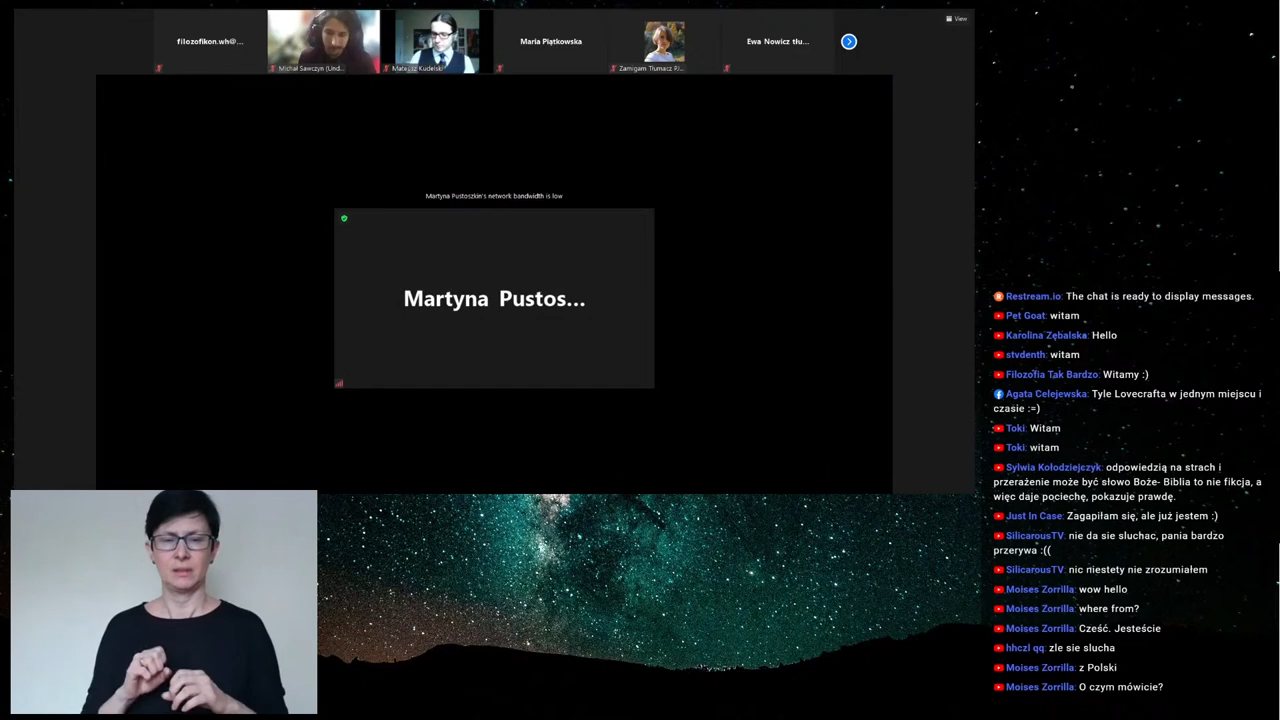 View
filozofikon.wh@...
Michał Sawczyn (Und...
Mateusz Kudelski
Maria Piątkowska
Zamigam Tłumacz PJ...
Ewa Nowicz tłu...
Martyna Pustoszkin's network bandwidth is low
Martyna Pustos...
Restream.io: The chat is ready to display messages.
Pet Goat: witam
Karolina Zębalska: Hello
stvdenth: witam
Filozofia Tak Bardzo: Witamy :)
Agata Celejewska: Tyle Lovecrafta w jednym miejscu i
czasie :=)
Toki: Witam
Toki: witam
Sylwia Kołodziejczyk: odpowiedzią na strach i
przerażenie może być słowo Boże- Biblia to nie fikcja, a
więc daje pociechę, pokazuje prawdę.
Just In Case: Zagapiłam się, ale już jestem :)
SilicarousTV: nie da sie sluchac, pania bardzo
przerywa :((
SilicarousTV: nic niestety nie zrozumiałem
Moises Zorrilla: wow hello
Moises Zorrilla: where from?
Moises Zorrilla: Cześć. Jesteście
hhczl qq: zle sie slucha
Moises Zorrilla: z Polski
Moises Zorrilla: O czym mówicie?